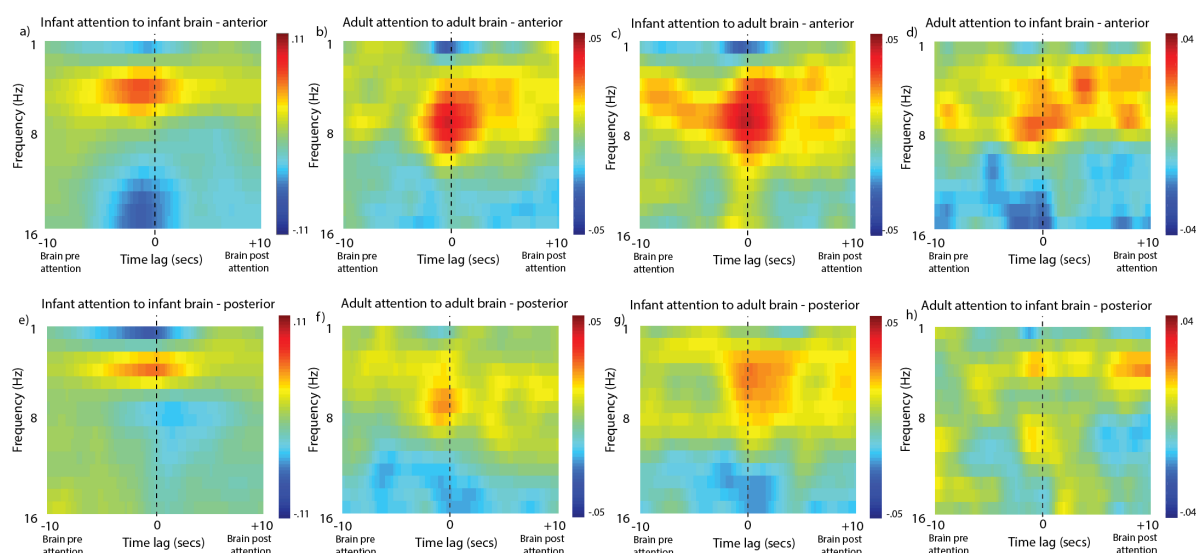 Infant attention to infant brain - anterior
a)
1
8
16
Frequency (Hz)
-10
0
+10
Brain pre
attention
Time lag (secs)
Brain post
attention
.11
-.11
Adult attention to adult brain - anterior
b)
1
8
16
Frequency (Hz)
-10
0
+10
Brain pre
attention
Time lag (secs)
Brain post
attention
.05
-.05
Infant attention to adult brain - anterior
c)
1
8
16
Frequency (Hz)
-10
0
+10
Brain pre
attention
Time lag (secs)
Brain post
attention
.05
-.05
Adult attention to infant brain - anterior
d)
1
8
16
Frequency (Hz)
-10
0
+10
Brain pre
attention
Time lag (secs)
Brain post
attention
.04
-.04
Infant attention to infant brain - posterior
e)
1
8
16
Frequency (Hz)
-10
0
+10
Brain pre
attention
Time lag (secs)
Brain post
attention
.11
-.11
Adult attention to adult brain - posterior
f)
1
8
16
Frequency (Hz)
-10
0
+10
Brain pre
attention
Time lag (secs)
Brain post
attention
.05
-.05
Infant attention to adult brain - posterior
g)
1
8
16
Frequency (Hz)
-10
0
+10
Brain pre
attention
Time lag (secs)
Brain post
attention
.05
-.05
Adult attention to infant brain - posterior
h)
1
8
16
Frequency (Hz)
-10
0
+10
Brain pre
attention
Time lag (secs)
Brain post
attention
.04
-.04